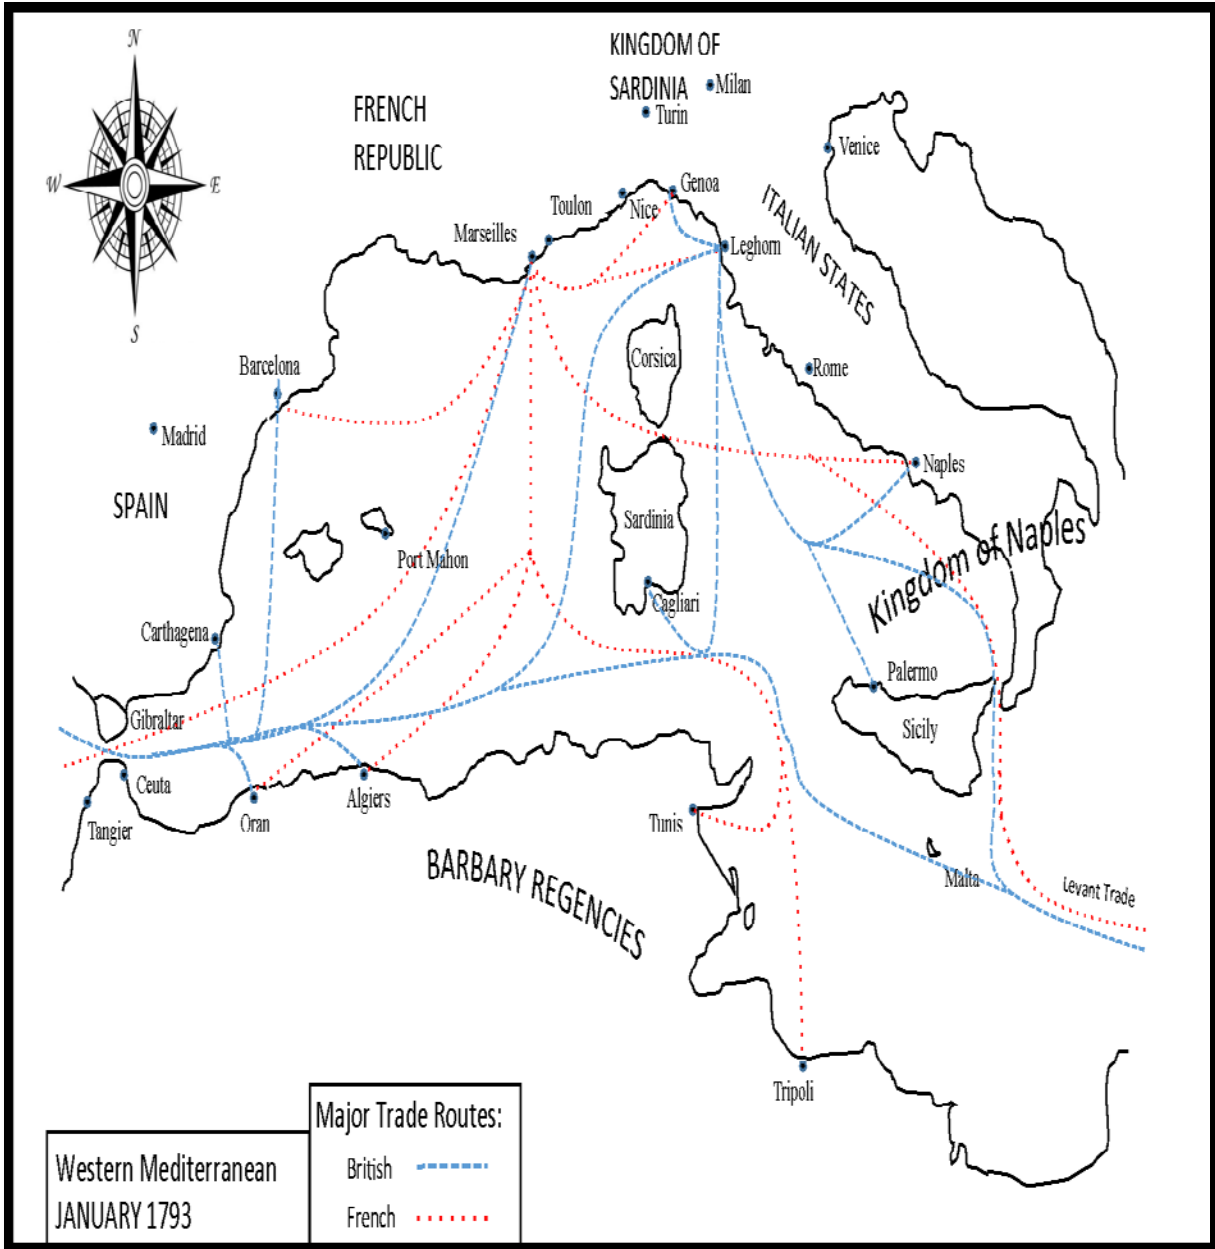 N
W
E
S
KINGDOM OF
SARDINIA
Milan
Turin
FRENCH
REPUBLIC
Venice
Genoa
Nice
Toulon
Marseilles
Leghorn
ITALIAN STATES
Corsica
Rome
Barcelona
Madrid
Naples
SPAIN
Sardinia
Port Mahon
Kingdom of Naples
Cagliari
Carthagena
Palermo
Gibraltar
Sicily
Ceuta
Algiers
Oran
Tangier
Tunis
BARBARY REGENCIES
Malta
Levant Trade
Tripoli
Major Trade Routes:
British
French
Western Mediterranean
JANUARY 1793